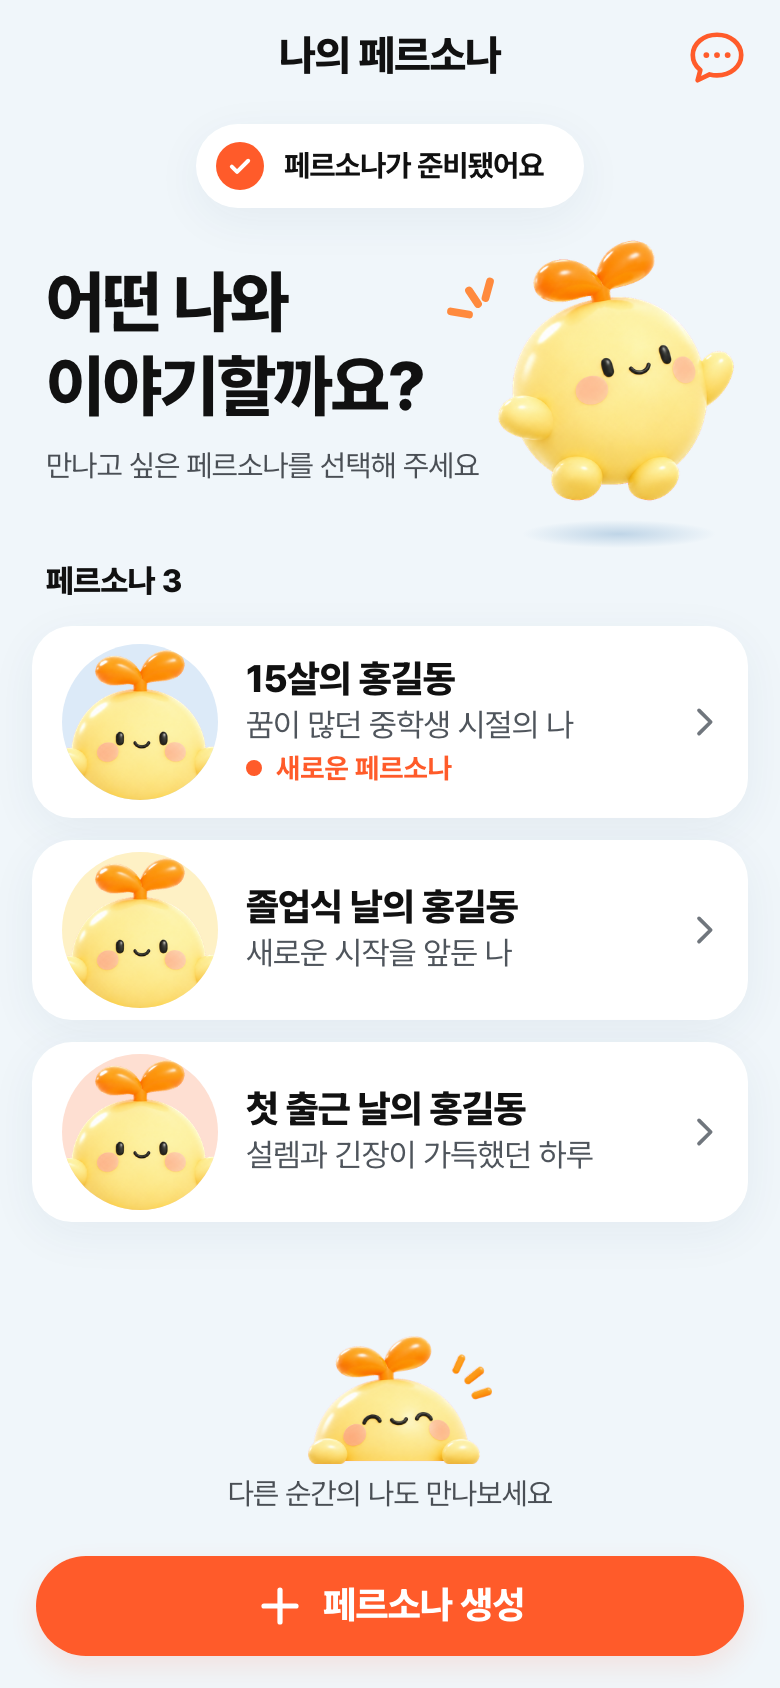 나의 페르소나
페르소나가 준비됐어요
어떤 나와
이야기할까요?
만나고 싶은 페르소나를 선택해 주세요
페르소나 3
15살의 홍길동
꿈이 많던 중학생 시절의 나
새로운 페르소나
졸업식 날의 홍길동
새로운 시작을 앞둔 나
첫 출근 날의 홍길동
설렘과 긴장이 가득했던 하루
다른 순간의 나도 만나보세요
페르소나 생성